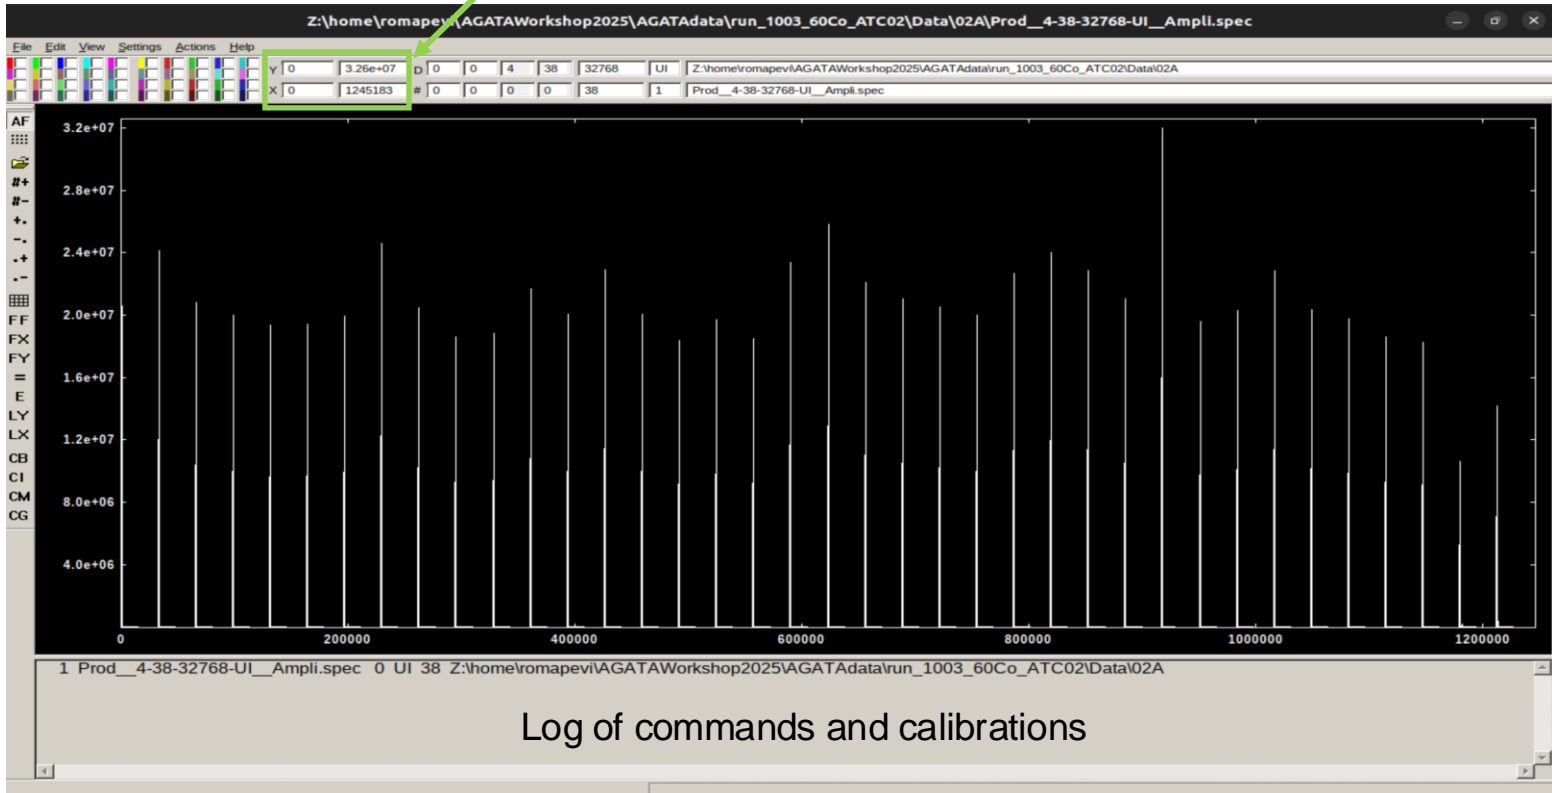 Z:\home\romapevi\AGATAWorkshop2025\AGATAdata\run_1003_60Co_ATC02\Data\02A\Prod__4-38-32768-UI__Ampli.spec
File Edit View Settings Actions Help
Y 0 3.26e+07 D 0 0 4 38 32768 UI Z:\home\romapevi\AGATAWorkshop2025\AGATAdata\run_1003_60Co_ATC02\Data\02A
X 0 1245183 # 0 0 0 0 38 1 Prod__4-38-32768-UI__Ampli.spec
AF
#+
#-
+.
-.
.+
.-
FF
FX
FY
=
E
LY
LX
CB
CI
CM
CG
3.2e+07
2.8e+07
2.4e+07
2.0e+07
1.6e+07
1.2e+07
8.0e+06
4.0e+06
0 200000 400000 600000 800000 1000000 1200000
1 Prod__4-38-32768-UI__Ampli.spec 0 UI 38 Z:\home\romapevi\AGATAWorkshop2025\AGATAdata\run_1003_60Co_ATC02\Data\02A
Log of commands and calibrations